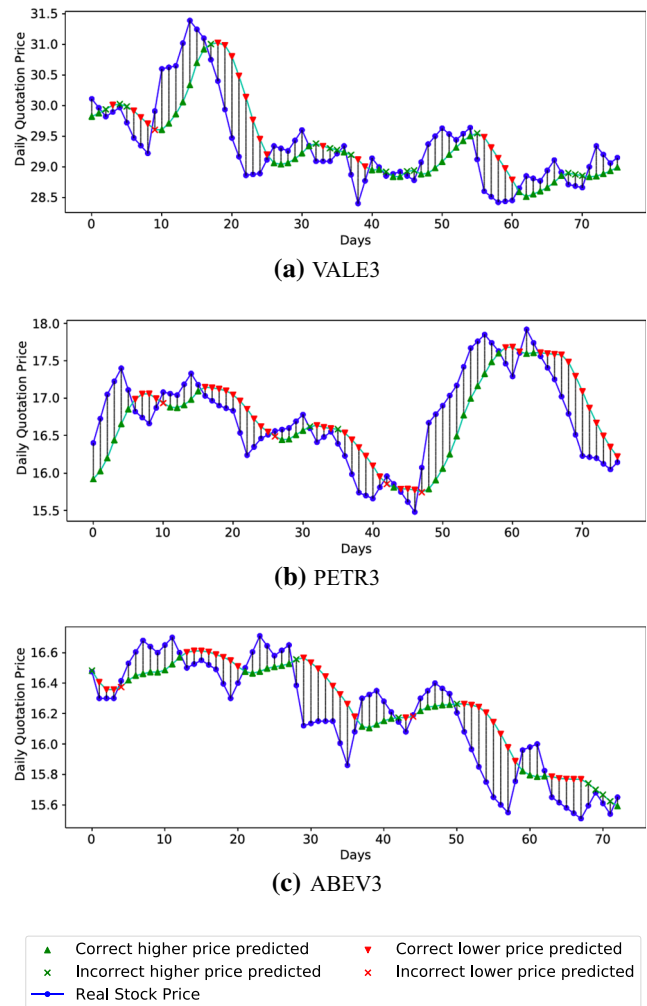 31.5
31.0
30.5
30.0
29.5
29.0
28.5
Daily Quotation Price
0 10 20 30 40 50 60 70
Days
(a) VALE3
18.0
17.5
17.0
16.5
16.0
15.5
Daily Quotation Price
0 10 20 30 40 50 60 70
Days
(b) PETR3
16.6
16.4
16.2
16.0
15.8
15.6
Daily Quotation Price
0 10 20 30 40 50 60 70
Days
(c) ABEV3
Correct higher price predicted Correct lower price predicted
Incorrect higher price predicted Incorrect lower price predicted
Real Stock Price